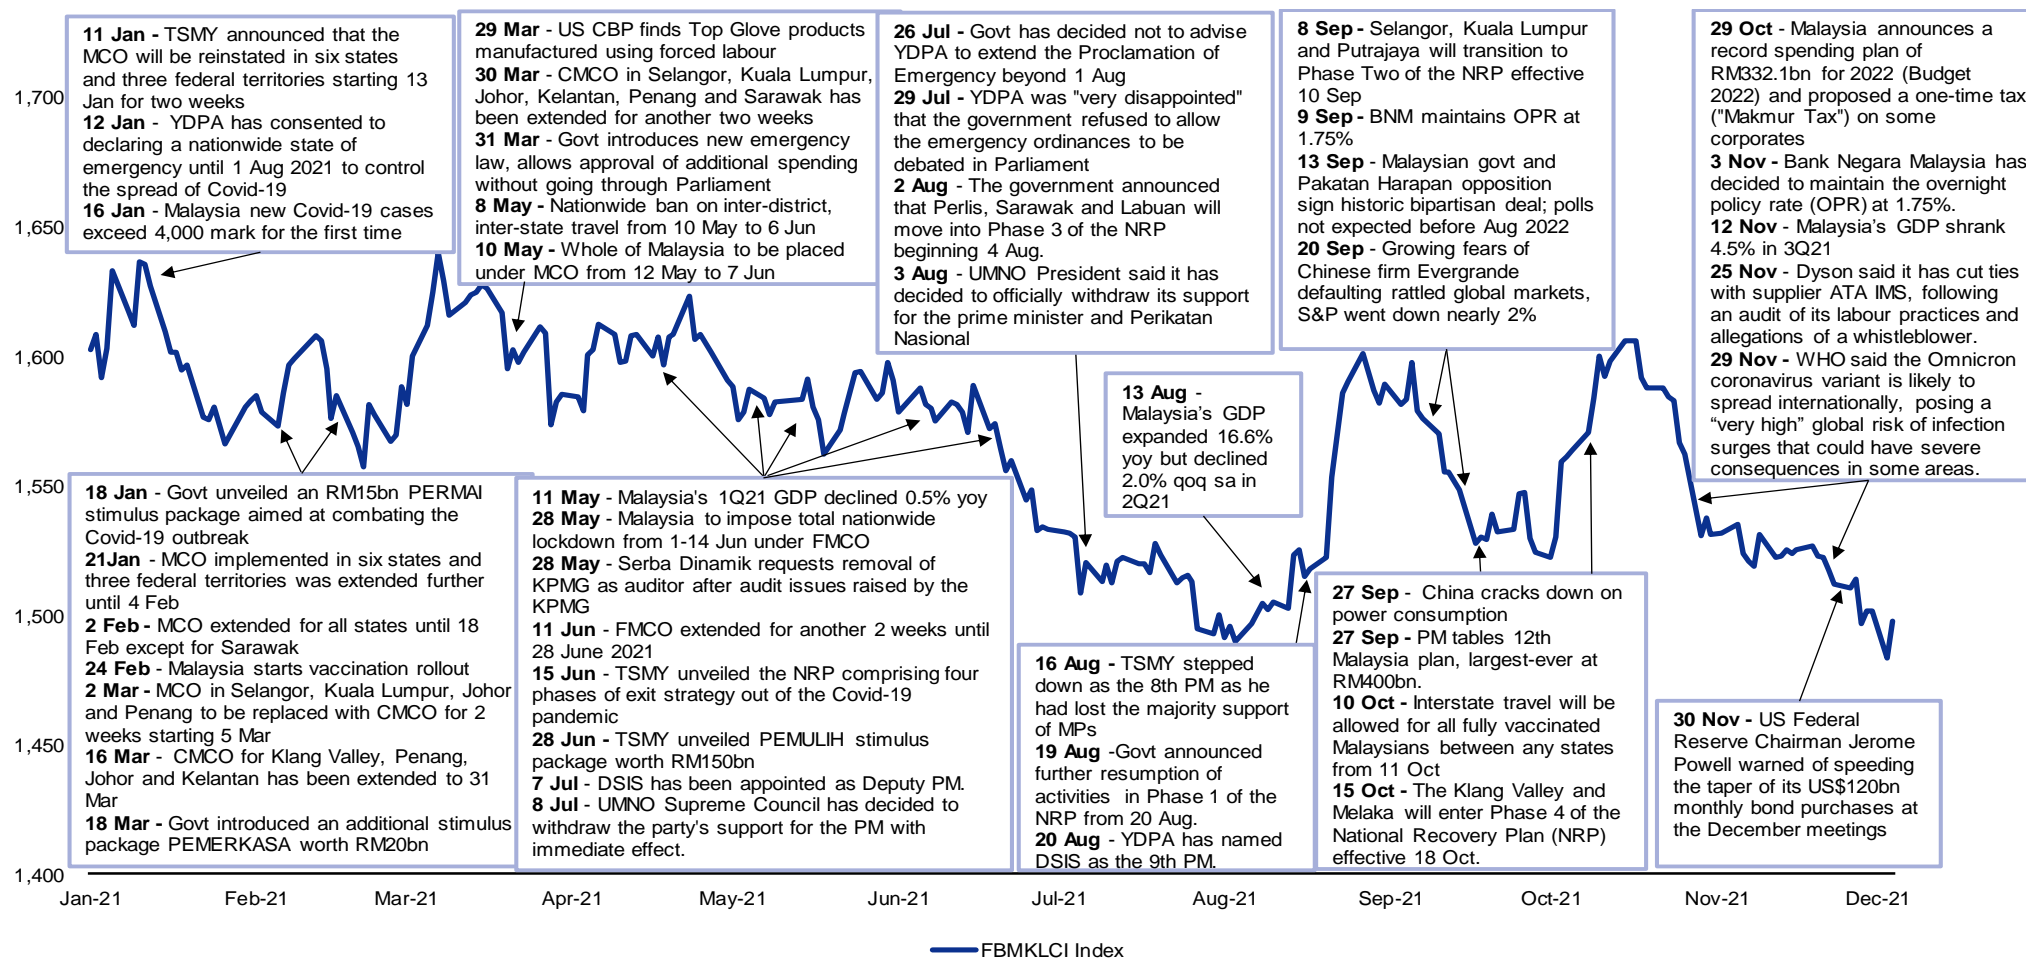 11 Jan - TSMY announced that the
MCO will be reinstated in six states
and three federal territories starting 13
Jan for two weeks
12 Jan - YDPA has consented to
declaring a nationwide state of
emergency until 1 Aug 2021 to control
the spread of Covid-19
16 Jan - Malaysia new Covid-19 cases
exceed 4,000 mark for the first time
29 Mar - US CBP finds Top Glove products
manufactured using forced labour
30 Mar - CMCO in Selangor, Kuala Lumpur,
Johor, Kelantan, Penang and Sarawak has
been extended for another two weeks
31 Mar - Govt introduces new emergency
law, allows approval of additional spending
without going through Parliament
8 May - Nationwide ban on inter-district,
inter-state travel from 10 May to 6 Jun
10 May - Whole of Malaysia to be placed
under MCO from 12 May to 7 Jun
26 Jul - Govt has decided not to advise
YDPA to extend the Proclamation of
Emergency beyond 1 Aug
29 Jul - YDPA was "very disappointed"
that the government refused to allow
the emergency ordinances to be
debated in Parliament
2 Aug - The government announced
that Perlis, Sarawak and Labuan will
move into Phase 3 of the NRP
beginning 4 Aug.
3 Aug - UMNO President said it has
decided to officially withdraw its support
for the prime minister and Perikatan
Nasional
8 Sep - Selangor, Kuala Lumpur
and Putrajaya will transition to
Phase Two of the NRP effective
10 Sep
9 Sep - BNM maintains OPR at
1.75%
13 Sep - Malaysian govt and
Pakatan Harapan opposition
sign historic bipartisan deal; polls
not expected before Aug 2022
20 Sep - Growing fears of
Chinese firm Evergrande
defaulting rattled global markets,
S&P went down nearly 2%
29 Oct - Malaysia announces a
record spending plan of
RM332.1bn for 2022 (Budget
2022) and proposed a one-time tax
("Makmur Tax") on some
corporates
3 Nov - Bank Negara Malaysia has
decided to maintain the overnight
policy rate (OPR) at 1.75%.
12 Nov - Malaysia’s GDP shrank
4.5% in 3Q21
25 Nov - Dyson said it has cut ties
with supplier ATA IMS, following
an audit of its labour practices and
allegations of a whistleblower.
29 Nov - WHO said the Omnicron
coronavirus variant is likely to
spread internationally, posing a
“very high” global risk of infection
surges that could have severe
consequences in some areas.
13 Aug -
Malaysia’s GDP
expanded 16.6%
yoy but declined
2.0% qoq sa in
2Q21
18 Jan - Govt unveiled an RM15bn PERMAI
stimulus package aimed at combating the
Covid-19 outbreak
21Jan - MCO implemented in six states and
three federal territories was extended further
until 4 Feb
2 Feb - MCO extended for all states until 18
Feb except for Sarawak
24 Feb - Malaysia starts vaccination rollout
2 Mar - MCO in Selangor, Kuala Lumpur, Johor
and Penang to be replaced with CMCO for 2
weeks starting 5 Mar
16 Mar - CMCO for Klang Valley, Penang,
Johor and Kelantan has been extended to 31
Mar
18 Mar - Govt introduced an additional stimulus
package PEMERKASA worth RM20bn
11 May - Malaysia's 1Q21 GDP declined 0.5% yoy
28 May - Malaysia to impose total nationwide
lockdown from 1-14 Jun under FMCO
28 May - Serba Dinamik requests removal of
KPMG as auditor after audit issues raised by the
KPMG
11 Jun - FMCO extended for another 2 weeks until
28 June 2021
15 Jun - TSMY unveiled the NRP comprising four
phases of exit strategy out of the Covid-19
pandemic
28 Jun - TSMY unveiled PEMULIH stimulus
package worth RM150bn
7 Jul - DSIS has been appointed as Deputy PM.
8 Jul - UMNO Supreme Council has decided to
withdraw the party's support for the PM with
immediate effect.
16 Aug - TSMY stepped
down as the 8th PM as he
had lost the majority support
of MPs
19 Aug -Govt announced
further resumption of
activities in Phase 1 of the
NRP from 20 Aug.
20 Aug - YDPA has named
DSIS as the 9th PM.
27 Sep - China cracks down on
power consumption
27 Sep - PM tables 12th
Malaysia plan, largest-ever at
RM400bn.
10 Oct - Interstate travel will be
allowed for all fully vaccinated
Malaysians between any states
from 11 Oct
15 Oct - The Klang Valley and
Melaka will enter Phase 4 of the
National Recovery Plan (NRP)
effective 18 Oct.
30 Nov - US Federal
Reserve Chairman Jerome
Powell warned of speeding
the taper of its US$120bn
monthly bond purchases at
the December meetings
1,700
1,650
1,600
1,550
1,500
1,450
1,400
Jan-21 Feb-21 Mar-21 Apr-21 May-21 Jun-21 Jul-21 Aug-21 Sep-21 Oct-21 Nov-21 Dec-21
FBMKLCI Index